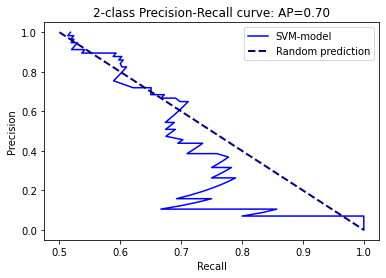 2-class Precision-Recall curve: AP=0.70
SVM-model
Random prediction
Precision
1.0
0.8
0.6
0.4
0.2
0.0
0.5 0.6 0.7 0.8 0.9 1.0
Recall